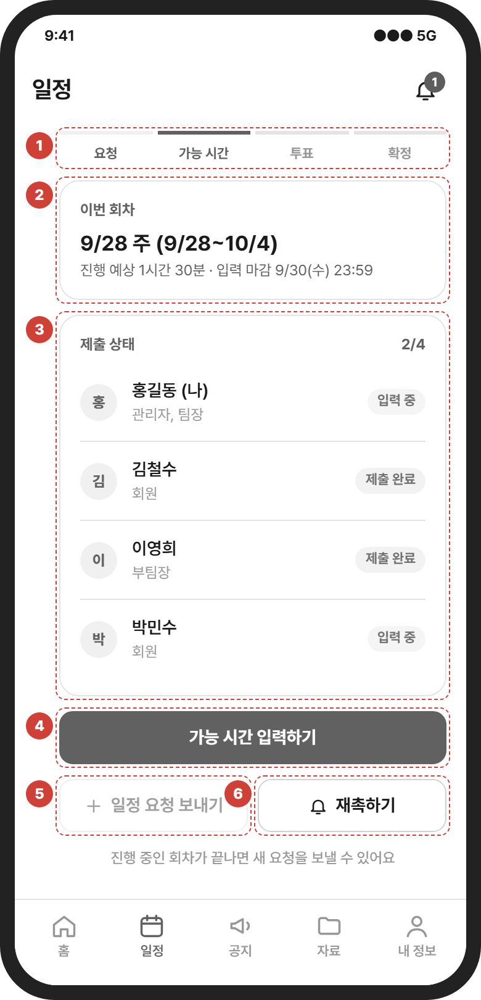 9:41
5G
일정
1
1
요청
가능 시간
투표
확정
2
이번 회차
9/28 주 (9/28~10/4)
진행 예상 1시간 30분 · 입력 마감 9/30(수) 23:59
3
제출 상태
2/4
홍
홍길동 (나)
관리자, 팀장
입력 중
김
김철수
회원
제출 완료
이
이영희
부팀장
제출 완료
박
박민수
회원
입력 중
4
가능 시간 입력하기
5
일정 요청 보내기
6
재촉하기
진행 중인 회차가 끝나면 새 요청을 보낼 수 있어요
홈
일정
공지
자료
내 정보